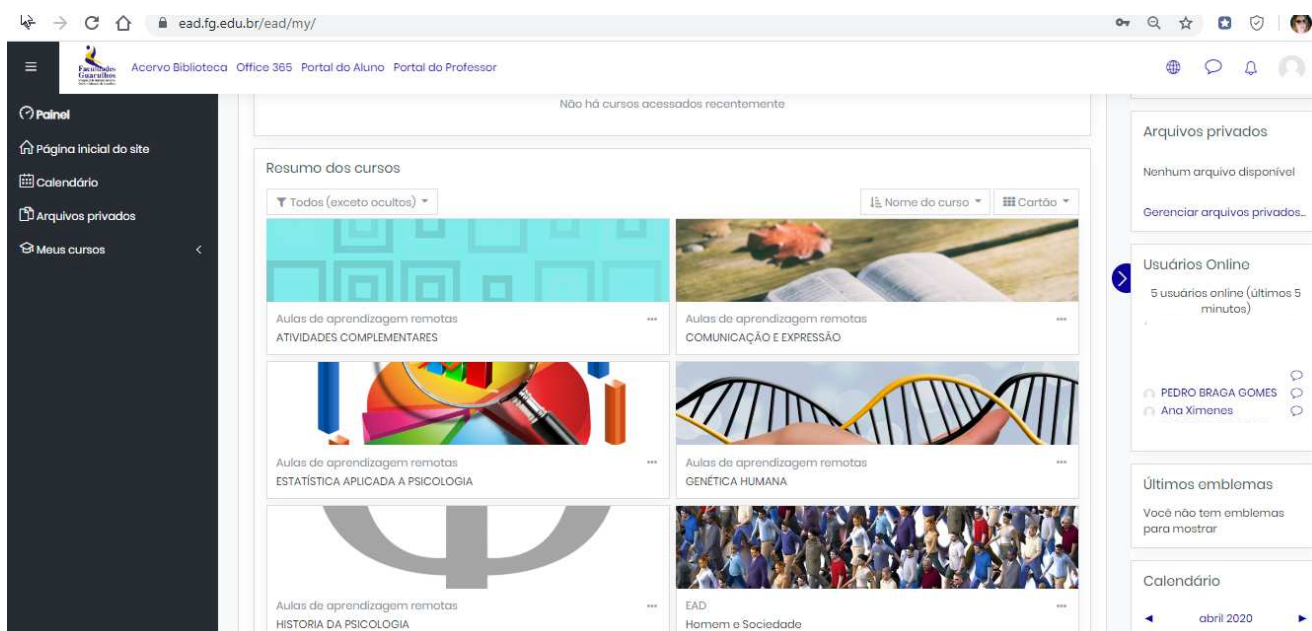 ead.fg.edu.br/ead/my/
Faculdades
Guarulhos
Acervo Biblioteca Office 365 Portal do Aluno Portal do Professor
Painel
Página inicial do site
Calendário
Arquivos privados
Meus cursos
Não há cursos acessados recentemente
Resumo dos cursos
Todos (exceto ocultos)
Nome do curso
Cartão
Aulas de aprendizagem remotas
ATIVIDADES COMPLEMENTARES
Aulas de aprendizagem remotas
COMUNICAÇÃO E EXPRESSÃO
Aulas de aprendizagem remotas
ESTATÍSTICA APLICADA A PSICOLOGIA
Aulas de aprendizagem remotas
GENÉTICA HUMANA
Aulas de aprendizagem remotas
HISTORIA DA PSICOLOGIA
EAD
Homem e Sociedade
Arquivos privados
Nenhum arquivo disponível
Gerenciar arquivos privados...
Usuários Online
5 usuários online (últimos 5
minutos)
PEDRO BRAGA GOMES
Ana Ximenes
Últimos emblemas
Você não tem emblemas
para mostrar
Calendário
abril 2020